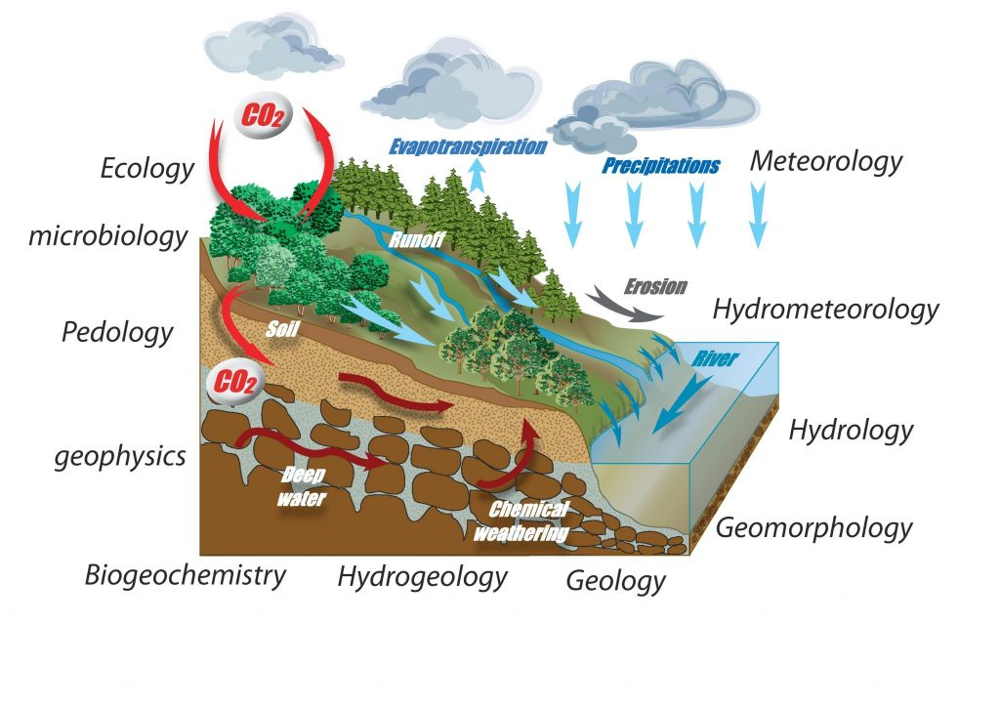 CO2
Evapotranspiration
Precipitations
Meteorology
Ecology
microbiology
Runoff
Erosion
Hydrometeorology
Pedology
Soil
River
CO2
Hydrology
geophysics
Deep
water
Chemical
weathering
Geomorphology
Biogeochemistry
Hydrogeology
Geology